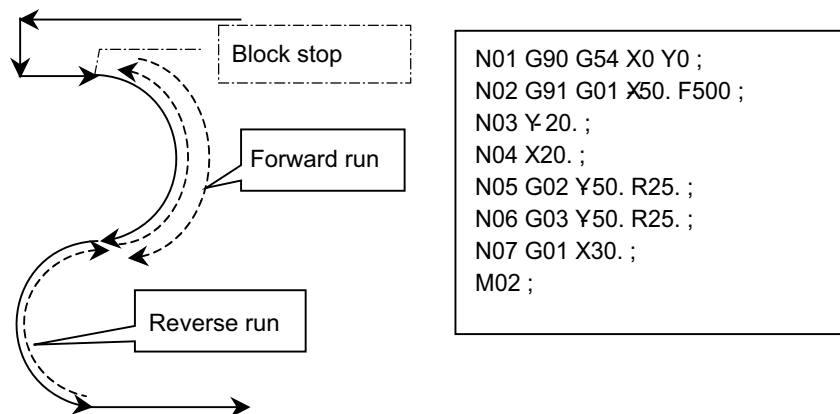 Block stop
Forward run
Reverse run
N01 G90 G54 X0 Y0 ;
N02 G91 G01 X-50. F500 ;
N03 Y-20. ;
N04 X20. ;
N05 G02 Y-50. R25. ;
N06 G03 Y-50. R25. ;
N07 G01 X30. ;
M02 ;